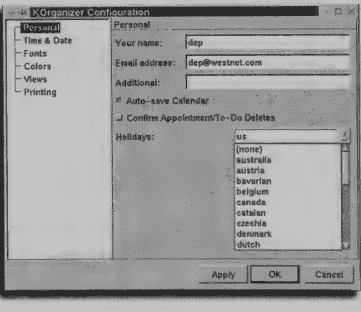 KOrganizer Configuration
Personal
Time & Date
Fonts
Colors
Views
Printing
Personal
Your name: dep
Email address: dep@westnet.com
Additional:
Auto-save Calendar
Confirm Appointment/To-Do Deletes
Holidays: us
(none)
australia
austria
bavarian
belgium
canada
catalan
czechia
denmark
dutch
Apply OK Cancel